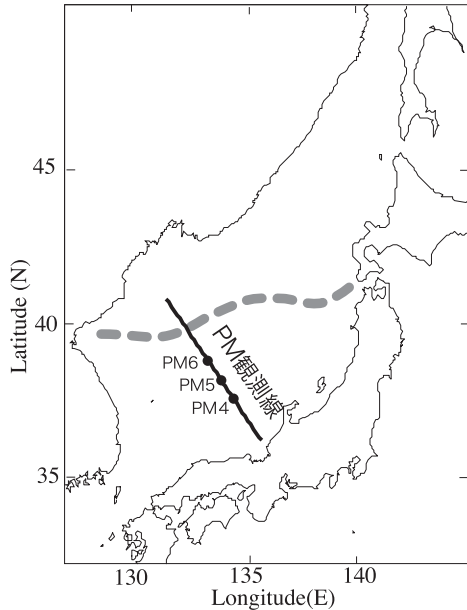 45
40
35
Latitude (N)
PM観測線
PM6
PM5
PM4
130
135
140
Longitude(E)